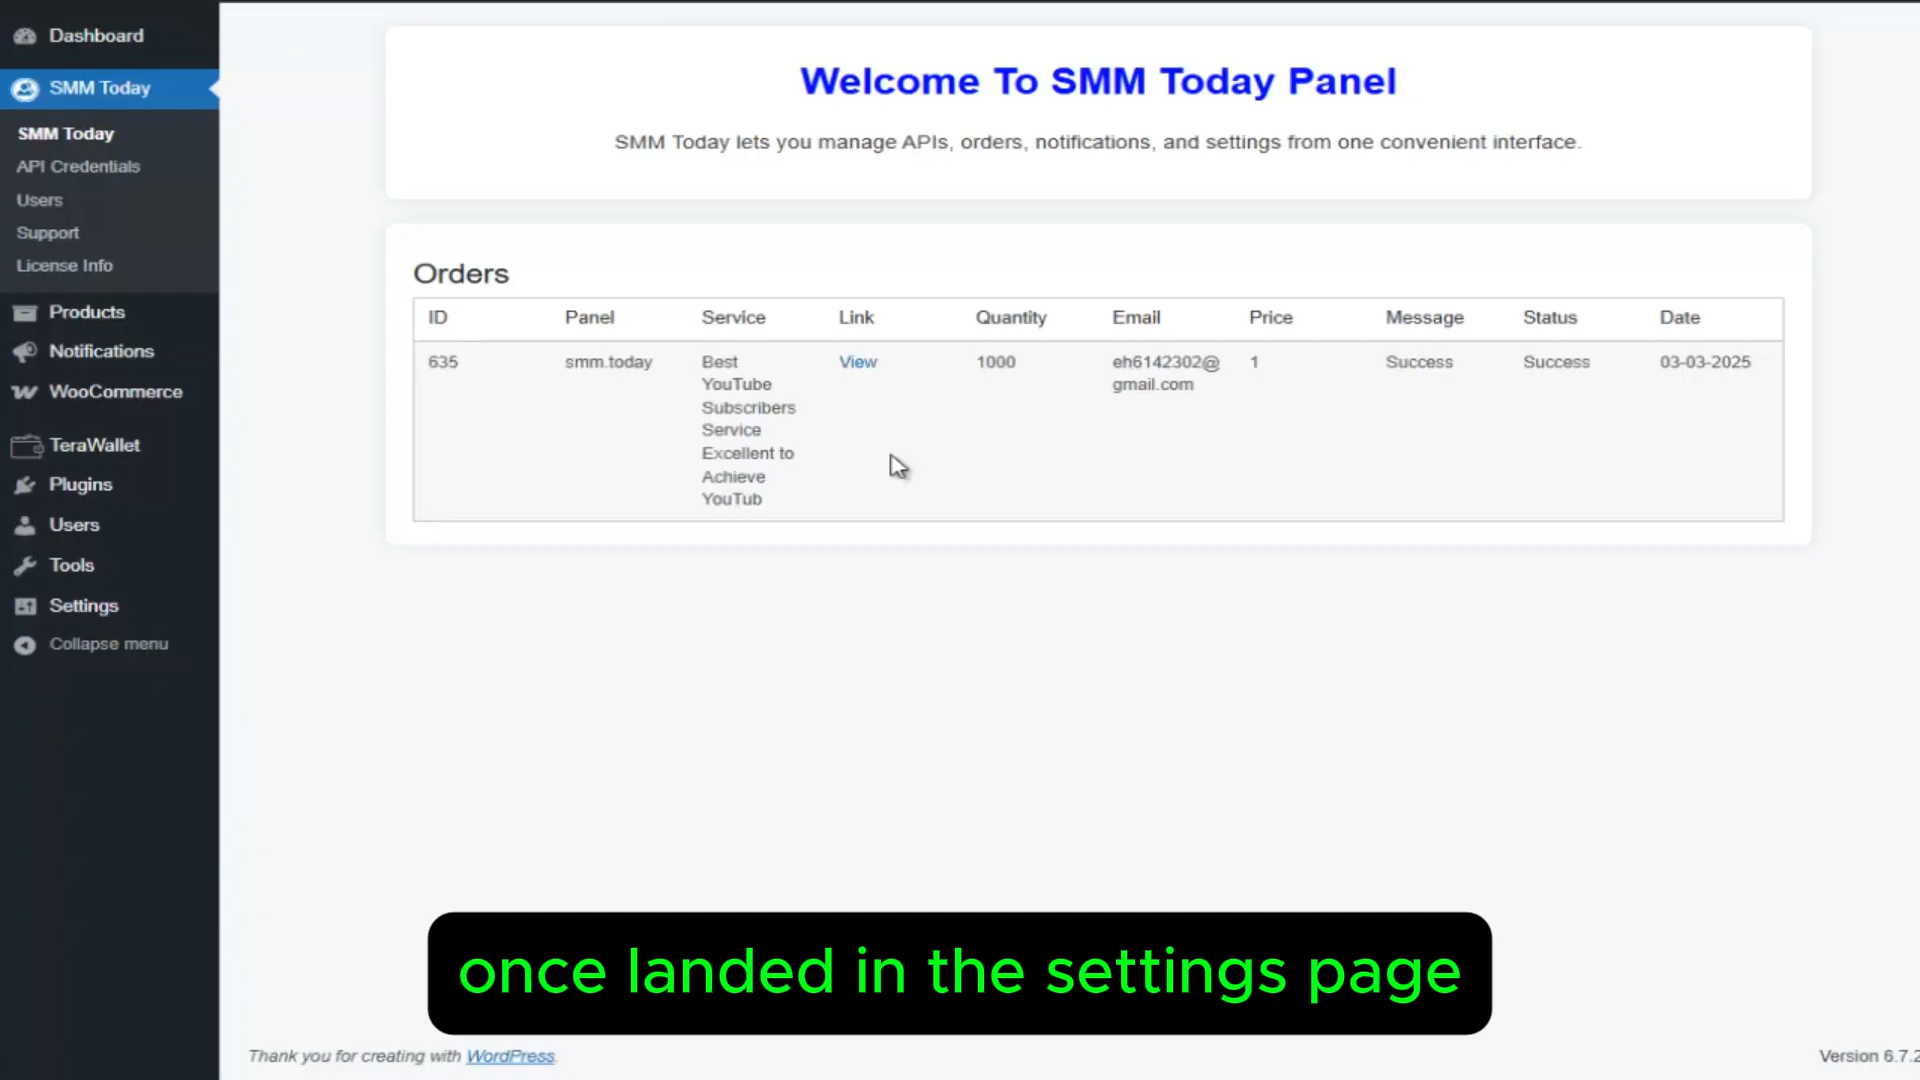 Dashboard
SMM Today
SMM Today
API Credentials
Users
Support
License Info
Products
Notifications
WooCommerce
TeraWallet
Plugins
Users
Tools
Settings
Collapse menu
Welcome To SMM Today Panel
SMM Today lets you manage APIs, orders, notifications, and settings from one convenient interface.
Orders
ID Panel Service Link Quantity Email Price Message Status Date
635 smm.today Best View 1000 eh6142302@ 1 Success Success 03-03-2025
YouTube gmail.com
Subscribers
Service
Excellent to
Achieve
YouTub
once landed in the settings page
Thank you for creating with WordPress.
Version 6.7.2